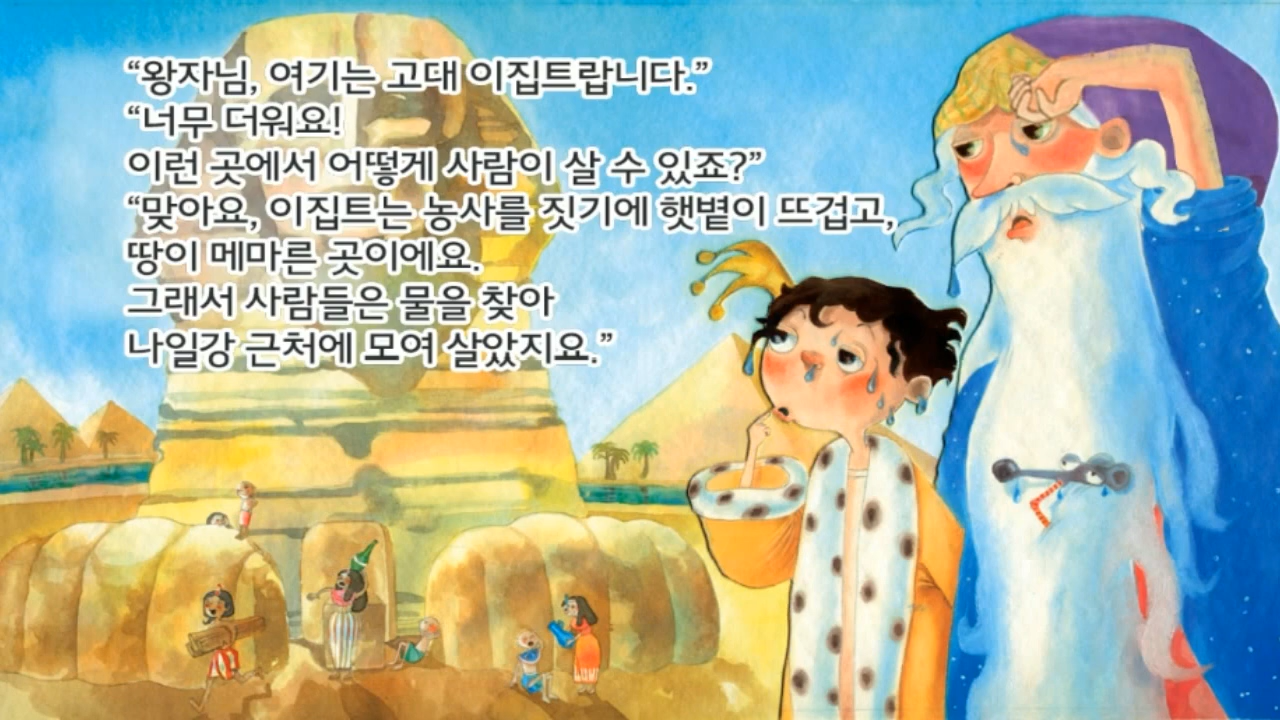 “왕자님, 여기는 고대 이집트랍니다.”
“너무 더워요!
이런 곳에서 어떻게 사람이 살 수 있죠?”
“맞아요, 이집트는 농사를 짓기에 햇볕이 뜨겁고,
땅이 메마른 곳이에요.
그래서 사람들은 물을 찾아
나일강 근처에 모여 살았지요.”